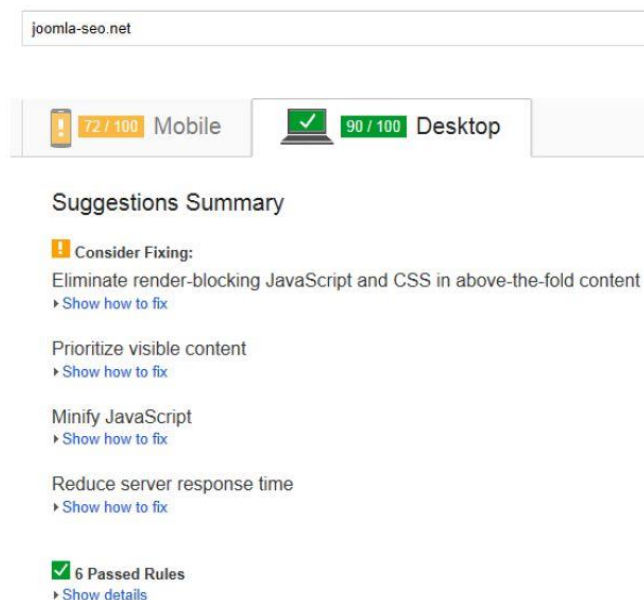 joomla-seo.net
72 / 100 Mobile
90 / 100 Desktop
Suggestions Summary
Consider Fixing:
Eliminate render-blocking JavaScript and CSS in above-the-fold content
Show how to fix
Prioritize visible content
Show how to fix
Minify JavaScript
Show how to fix
Reduce server response time
Show how to fix
6 Passed Rules
Show details